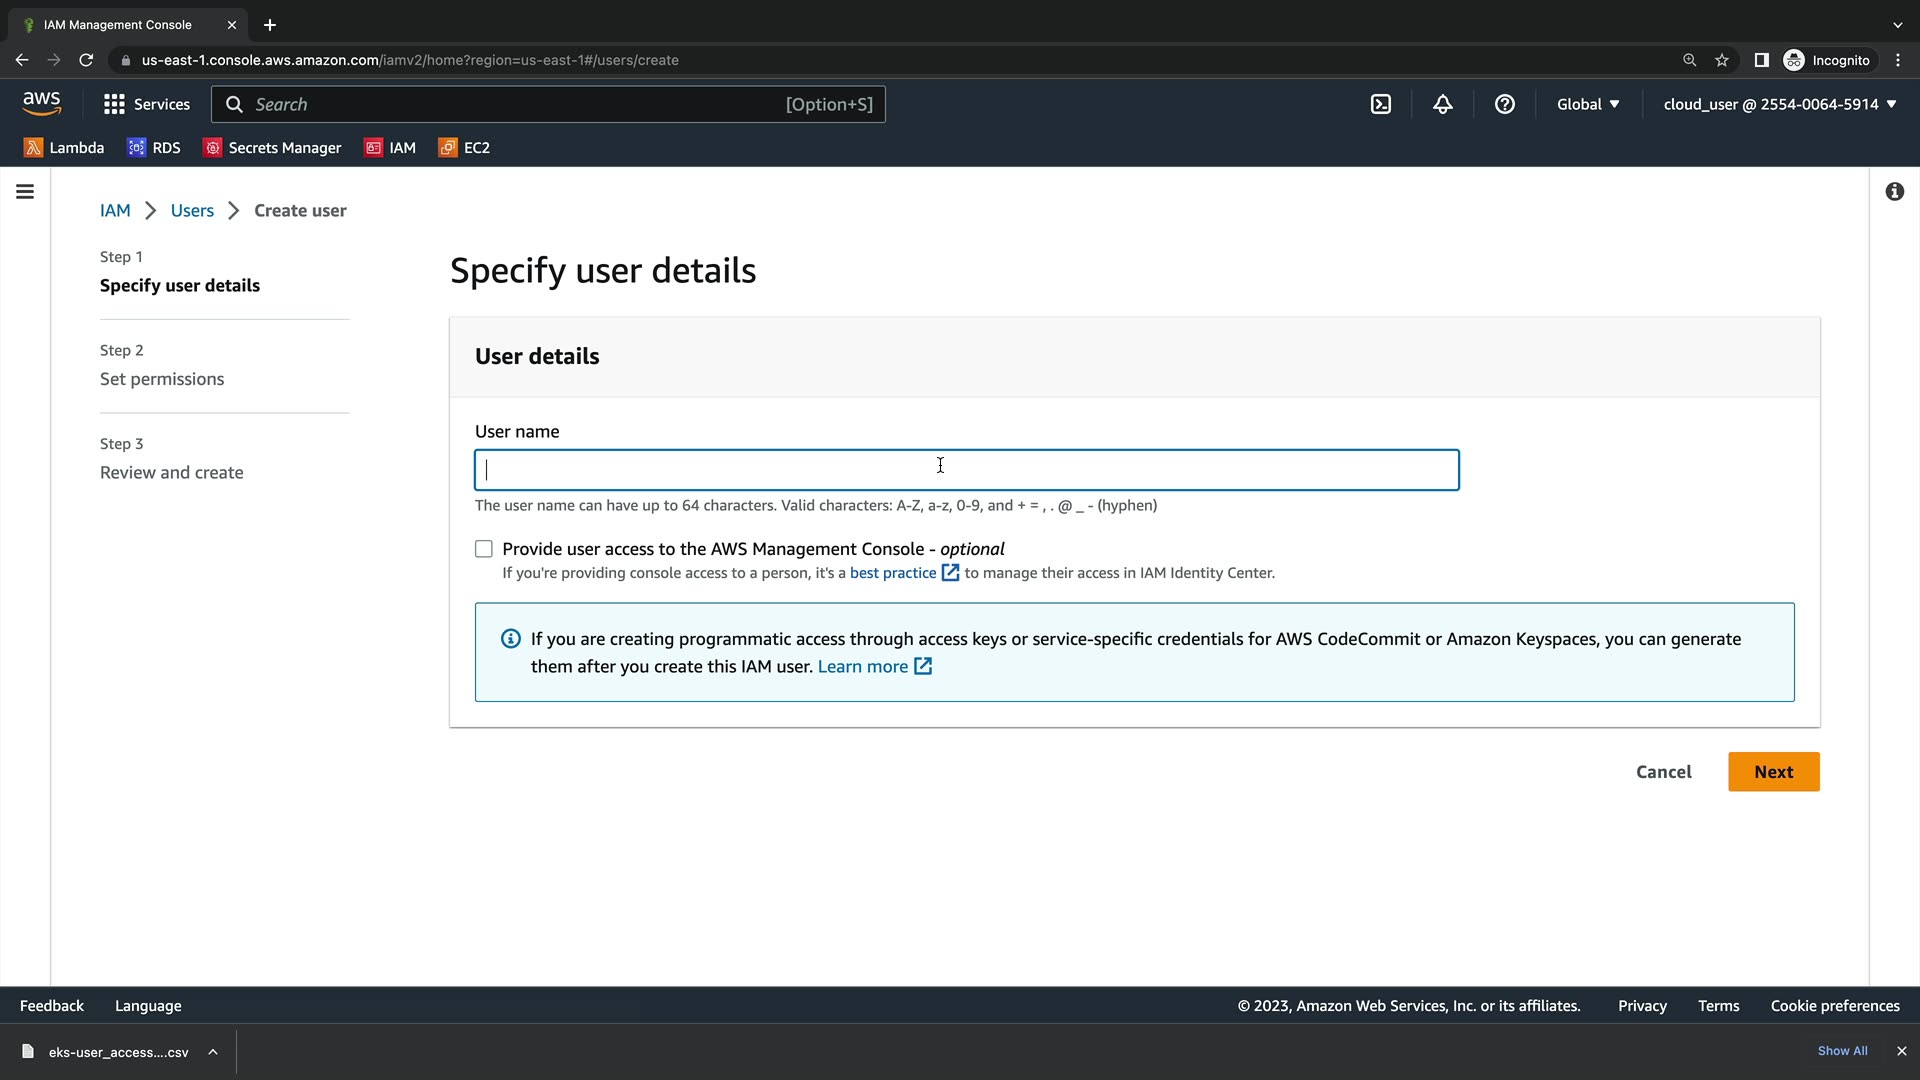 IAM Management Console
us-east-1.console.aws.amazon.com/iamv2/home?region=us-east-1#/users/create
Incognito
aws
Services
Search
[Option+S]
Global
cloud_user @ 2554-0064-5914
Lambda
RDS
Secrets Manager
IAM
EC2
IAM
Users
Create user
Step 1
Specify user details
Step 2
Set permissions
Step 3
Review and create
Specify user details
User details
User name
The user name can have up to 64 characters. Valid characters: A-Z, a-z, 0-9, and + = , . @ _ - (hyphen)
Provide user access to the AWS Management Console - optional
If you're providing console access to a person, it's a best practice to manage their access in IAM Identity Center.
If you are creating programmatic access through access keys or service-specific credentials for AWS CodeCommit or Amazon Keyspaces, you can generate
them after you create this IAM user. Learn more
Cancel
Next
Feedback
Language
© 2023, Amazon Web Services, Inc. or its affiliates.
Privacy
Terms
Cookie preferences
eks-user_access....csv
Show All